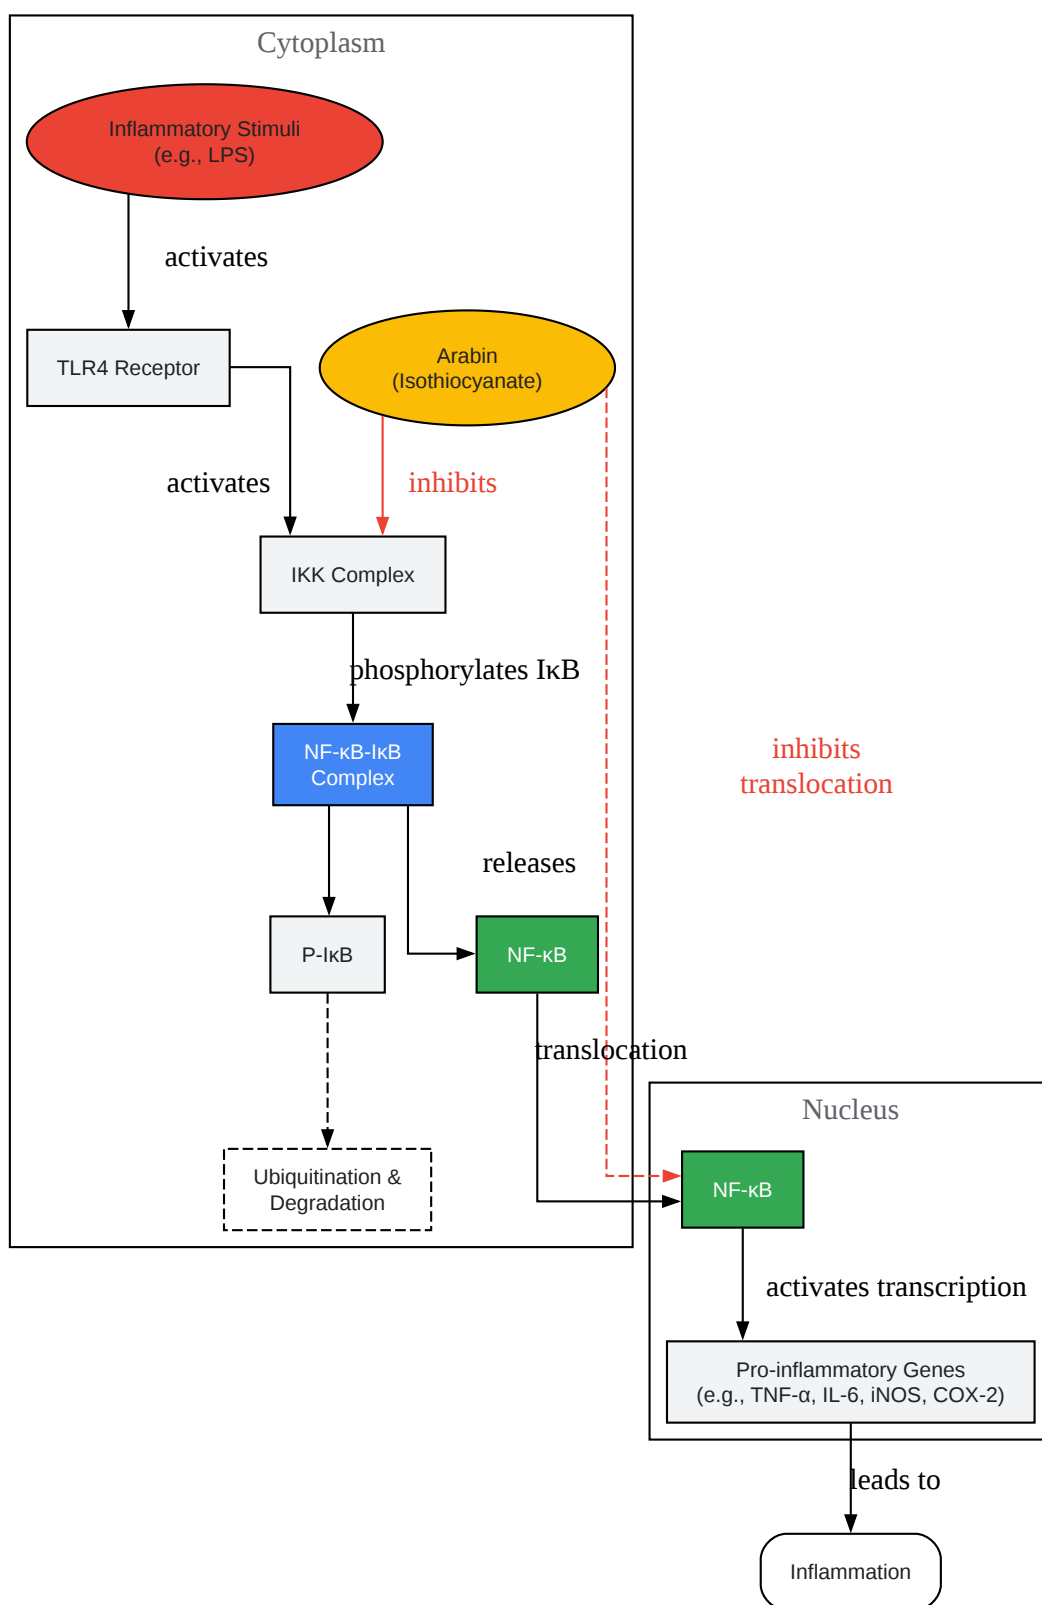 Cytoplasm
Inflammatory Stimuli
(e.g., LPS)
activates
TLR4 Receptor
Arabin
(Isothiocyanate)
activates
inhibits
IKK Complex
phosphorylates IκB
NF-κB-IκB
Complex
inhibits
translocation
releases
P-IκB
NF-κB
translocation
Nucleus
Ubiquitination &
Degradation
NF-κB
activates transcription
Pro-inflammatory Genes
(e.g., TNF-α, IL-6, iNOS, COX-2)
leads to
Inflammation